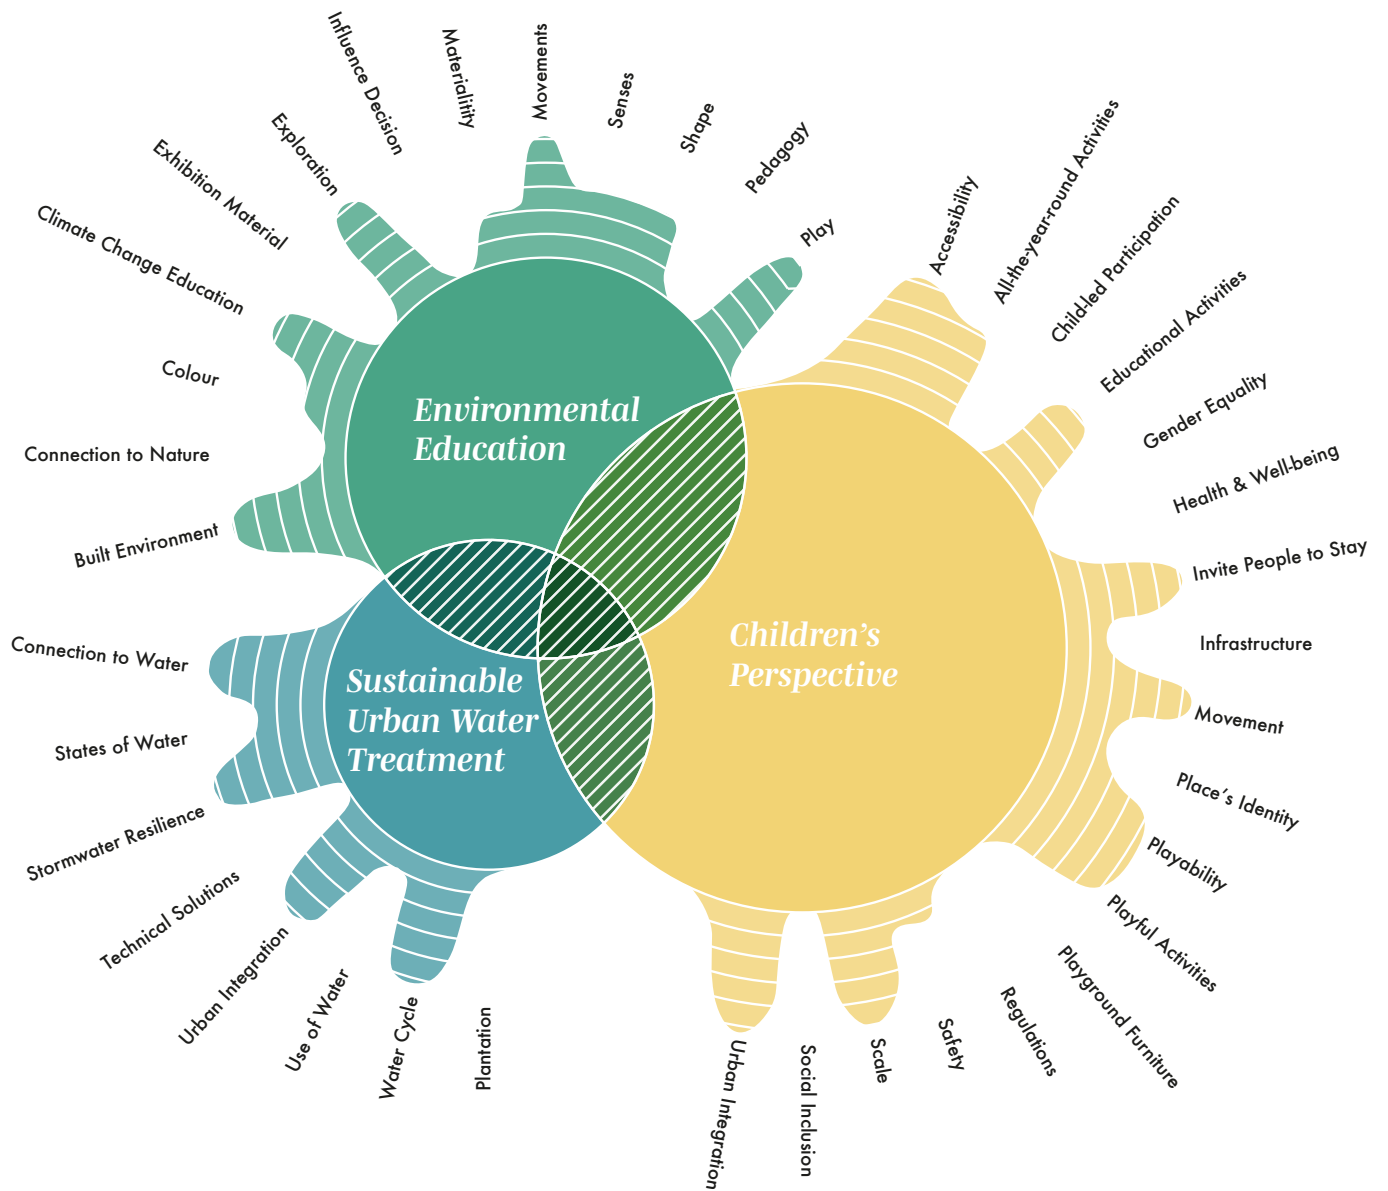 Influence Decision
Materialitity
Movements
Senses
Shape
Pedagogy
Play
Exploration
Exhibition Material
Climate Change Education
Colour
Connection to Nature
Built Environment
Environmental
Education
Accessibility
All-the-year-round Activities
Child-led Participation
Educational Activities
Gender Equality
Health & Well-being
Invite People to Stay
Infrastructure
Movement
Place's Identity
Playability
Playful Activities
Playground Furniture
Regulations
Safety
Scale
Social Inclusion
Urban Integration
Children's
Perspective
Connection to Water
States of Water
Stormwater Resilience
Technical Solutions
Urban Integration
Use of Water
Water Cycle
Plantation
Sustainable
Urban Water
Treatment